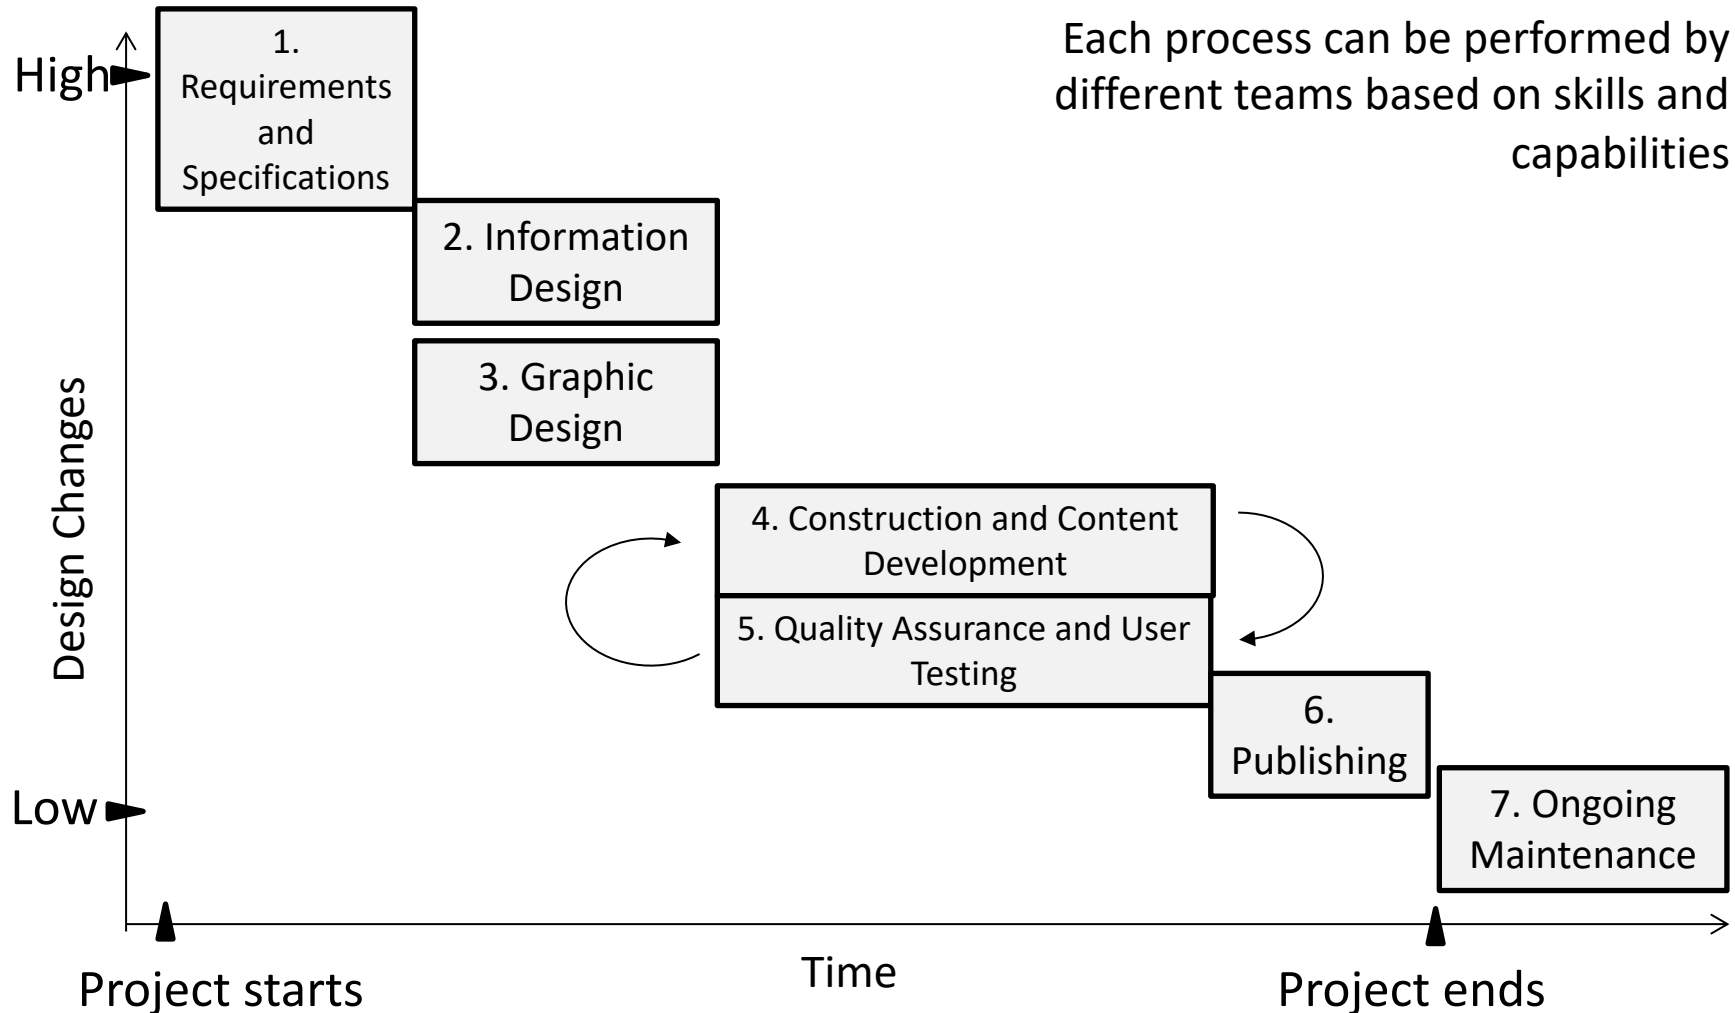 Each process can be performed by
different teams based on skills and
capabilities
High
1.
Requirements
and
Specifications
2. Information
Design
3. Graphic
Design
Design Changes
4. Construction and Content
Development
5. Quality Assurance and User
Testing
6.
Publishing
Low
7. Ongoing
Maintenance
Project starts
Time
Project ends